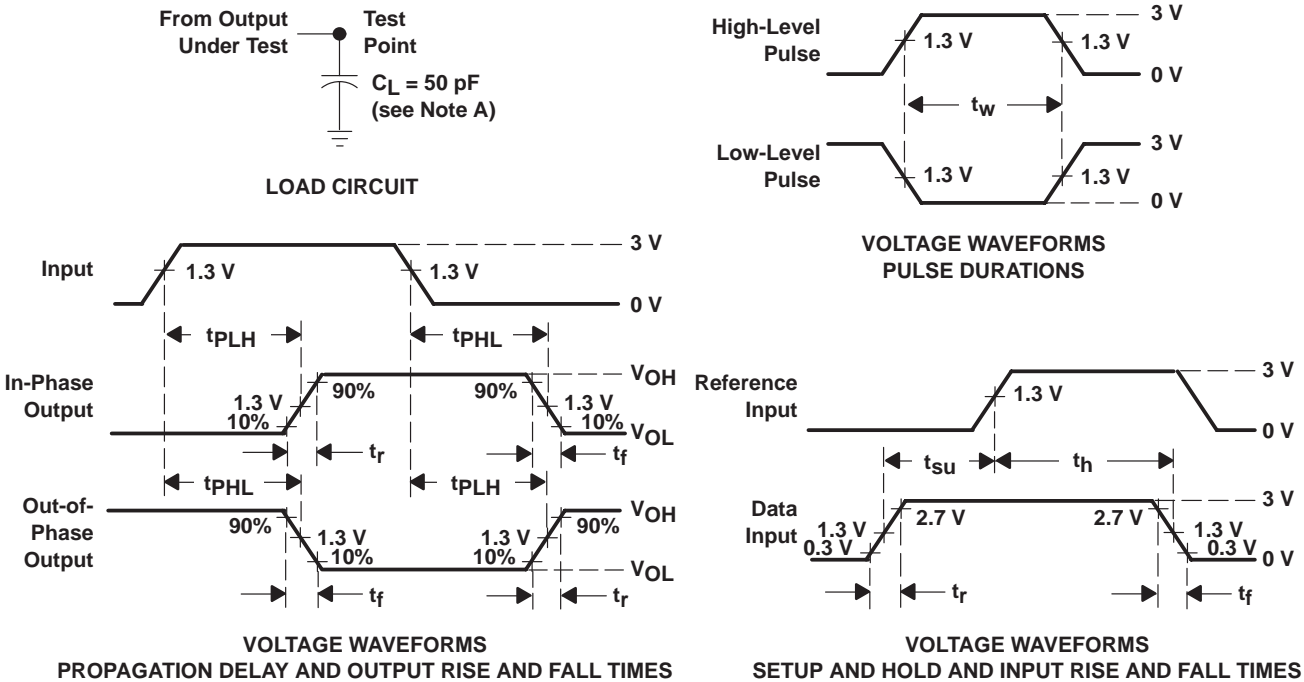 From Output
Under Test
Test
Point
CL = 50 pF
(see Note A)
LOAD CIRCUIT
High-Level
Pulse
1.3 V
1.3 V
3 V
0 V
tw
Low-Level
Pulse
1.3 V
1.3 V
3 V
0 V
VOLTAGE WAVEFORMS
PULSE DURATIONS
Input
1.3 V
1.3 V
3 V
0 V
tPLH
tPHL
In-Phase
Output
1.3 V
10%
90%
90%
1.3 V
10%
VOH
VOL
tr
tf
tPHL
tPLH
Out-of-
Phase
Output
90%
1.3 V
10%
1.3 V
10%
90%
VOH
VOL
tf
tr
VOLTAGE WAVEFORMS
PROPAGATION DELAY AND OUTPUT RISE AND FALL TIMES
Reference
Input
1.3 V
3 V
0 V
tsu
th
Data
Input
1.3 V
0.3 V
2.7 V
2.7 V
1.3 V
0.3 V
3 V
0 V
tr
tf
VOLTAGE WAVEFORMS
SETUP AND HOLD AND INPUT RISE AND FALL TIMES